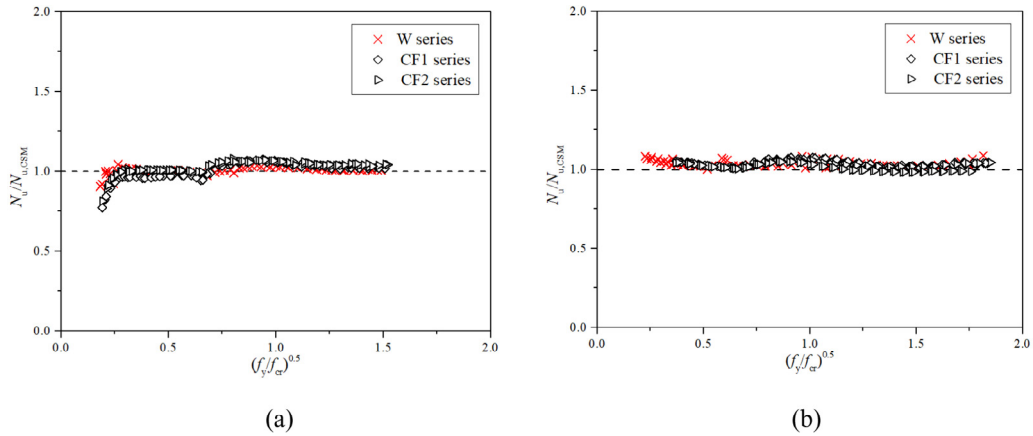 2.0
1.5
1.0
0.5
0.0
0.0 0.5 1.0 1.5 2.0
Nu/Nu,CSM
(fy/fcr)^0.5
W series
CF1 series
CF2 series
(a)
2.0
1.5
1.0
0.5
0.0
0.0 0.5 1.0 1.5 2.0
Nu/Nu,CSM
(fy/fcr)^0.5
W series
CF1 series
CF2 series
(b)